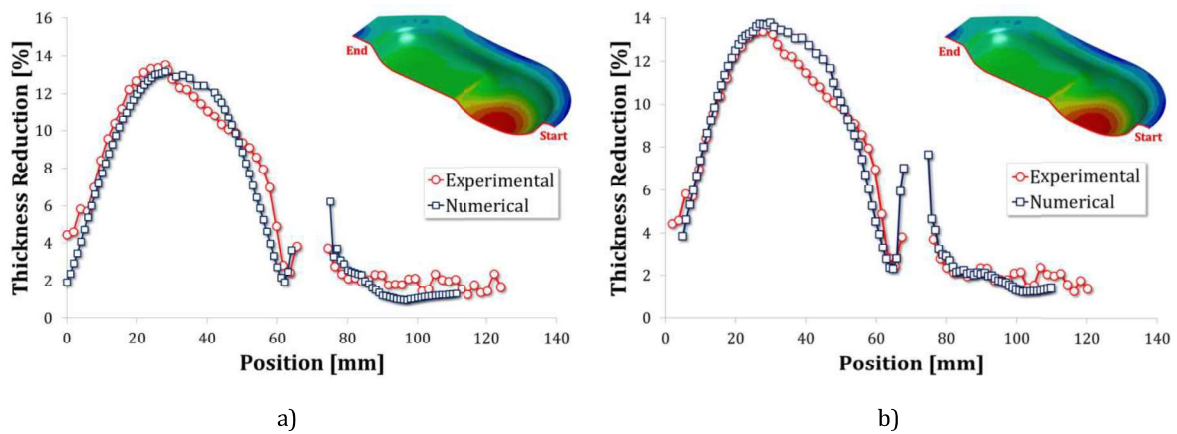 16
14
12
10
8
6
4
2
0
Thickness Reduction [%]
0 20 40 60 80 100 120 140
Position [mm]
End
Start
Experimental
Numerical
a)
14
12
10
8
6
4
2
0
Thickness Reduction [%]
0 20 40 60 80 100 120 140
Position [mm]
End
Start
Experimental
Numerical
b)